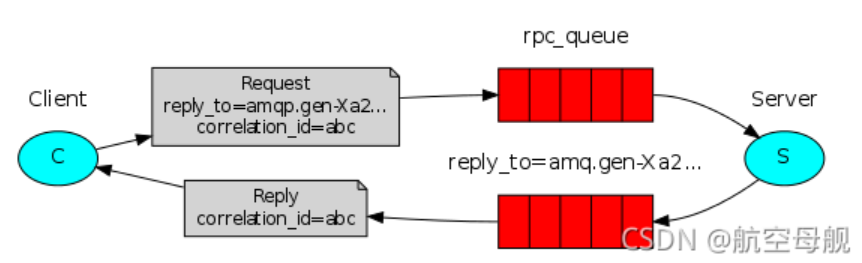 rpc_queue
Client
Request
reply_to=amqp.gen-Xa2...
correlation_id=abc
Server
C
S
reply_to=amq.gen-Xa2...
Reply
correlation_id=abc
CSDN @航空母舰